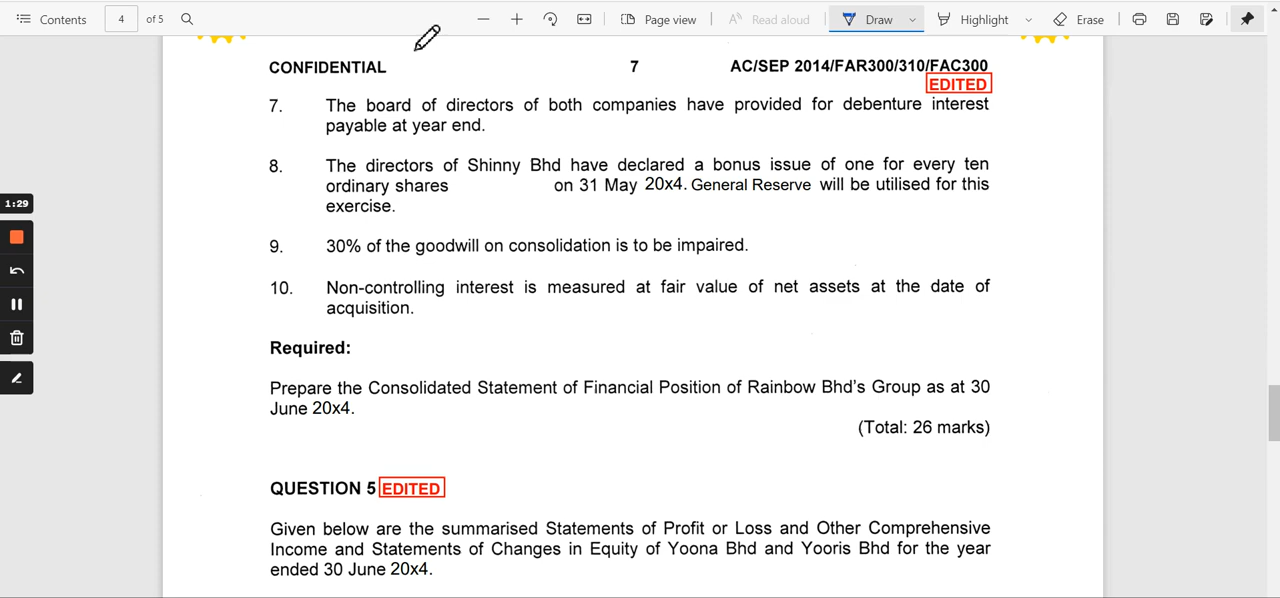 Contents 4 of 5 Page view Read aloud Draw Highlight Erase
CONFIDENTIAL 7 AC/SEP 2014/FAR300/310/FAC300
EDITED
7. The board of directors of both companies have provided for debenture interest
payable at year end.
8. The directors of Shinny Bhd have declared a bonus issue of one for every ten
ordinary shares on 31 May 20x4. General Reserve will be utilised for this
exercise.
1:29
9. 30% of the goodwill on consolidation is to be impaired.
10. Non-controlling interest is measured at fair value of net assets at the date of
acquisition.
Required:
Prepare the Consolidated Statement of Financial Position of Rainbow Bhd's Group as at 30
June 20x4.
(Total: 26 marks)
QUESTION 5 EDITED
Given below are the summarised Statements of Profit or Loss and Other Comprehensive
Income and Statements of Changes in Equity of Yoona Bhd and Yooris Bhd for the year
ended 30 June 20x4.